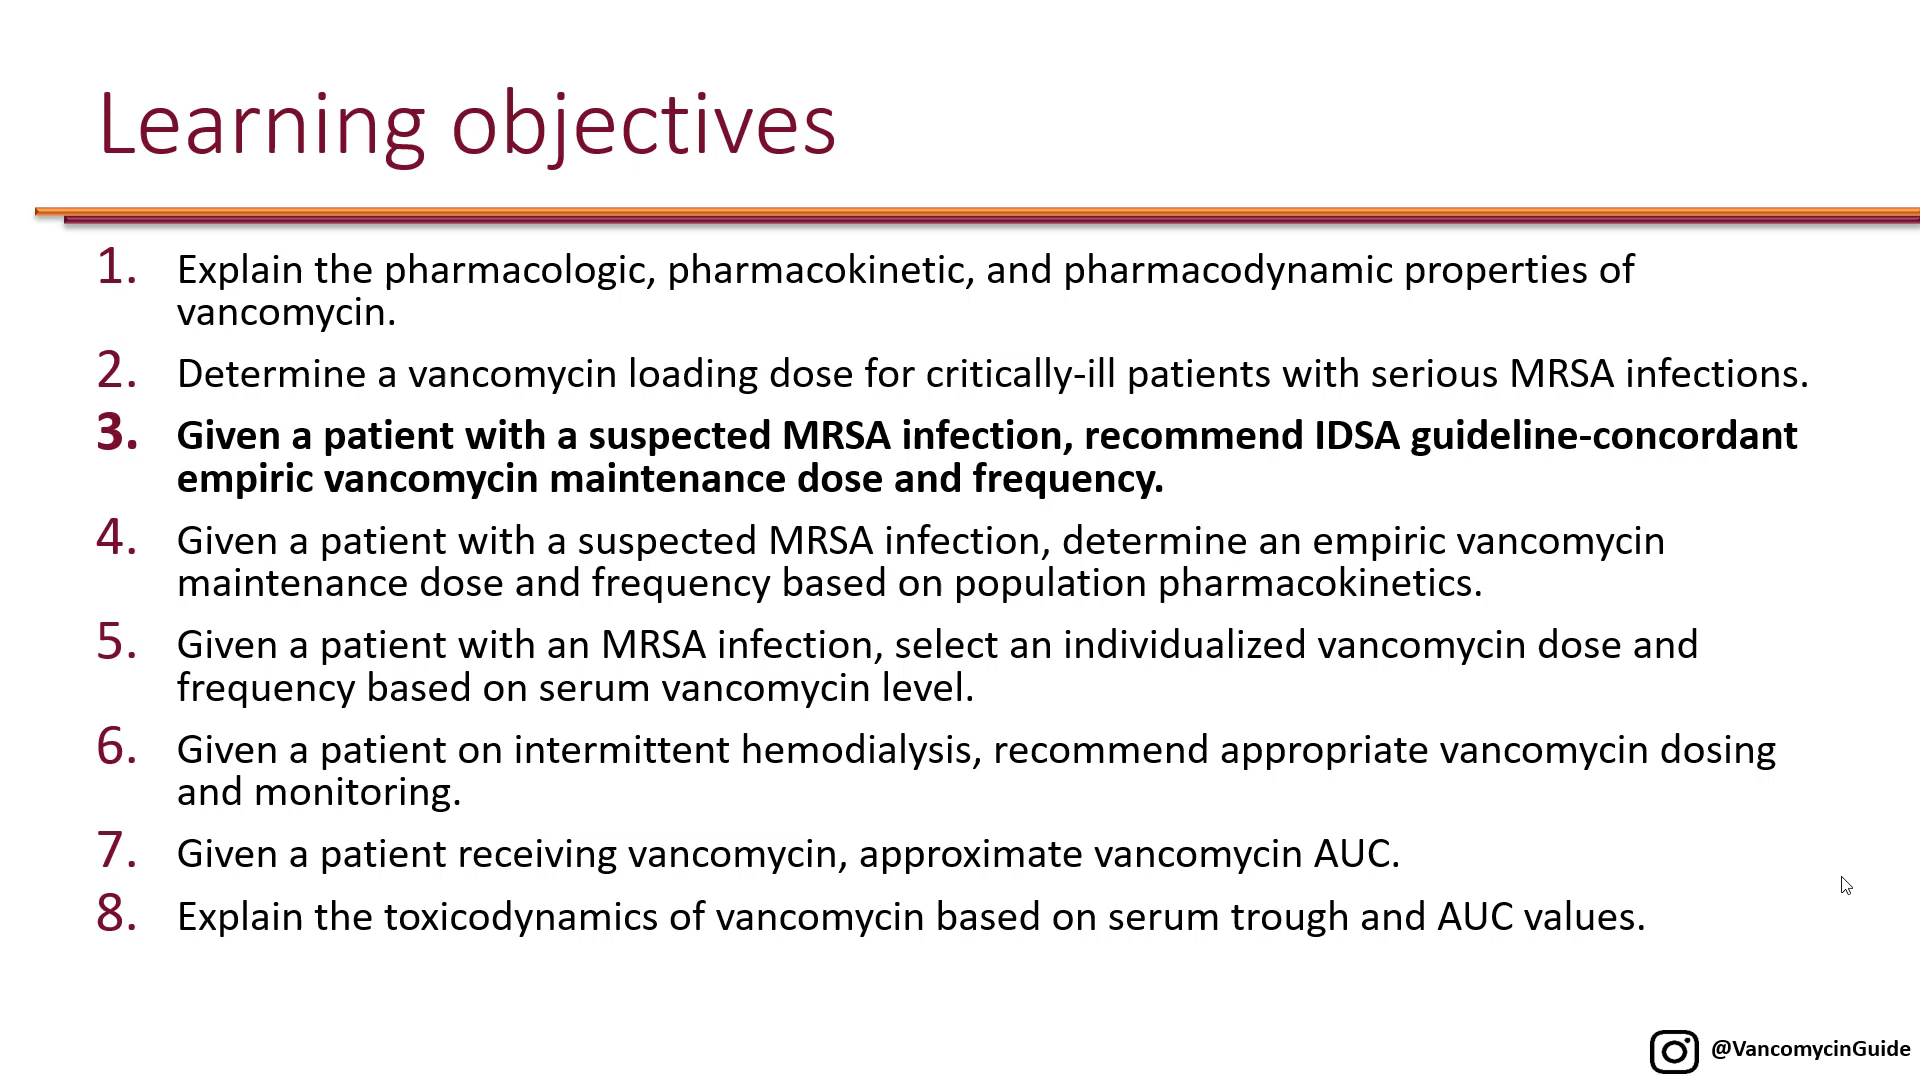 Learning objectives
1. Explain the pharmacologic, pharmacokinetic, and pharmacodynamic properties of
vancomycin.
2. Determine a vancomycin loading dose for critically-ill patients with serious MRSA infections.
3. Given a patient with a suspected MRSA infection, recommend IDSA guideline-concordant
empiric vancomycin maintenance dose and frequency.
4. Given a patient with a suspected MRSA infection, determine an empiric vancomycin
maintenance dose and frequency based on population pharmacokinetics.
5. Given a patient with an MRSA infection, select an individualized vancomycin dose and
frequency based on serum vancomycin level.
6. Given a patient on intermittent hemodialysis, recommend appropriate vancomycin dosing
and monitoring.
7. Given a patient receiving vancomycin, approximate vancomycin AUC.
8. Explain the toxicodynamics of vancomycin based on serum trough and AUC values.
@VancomycinGuide